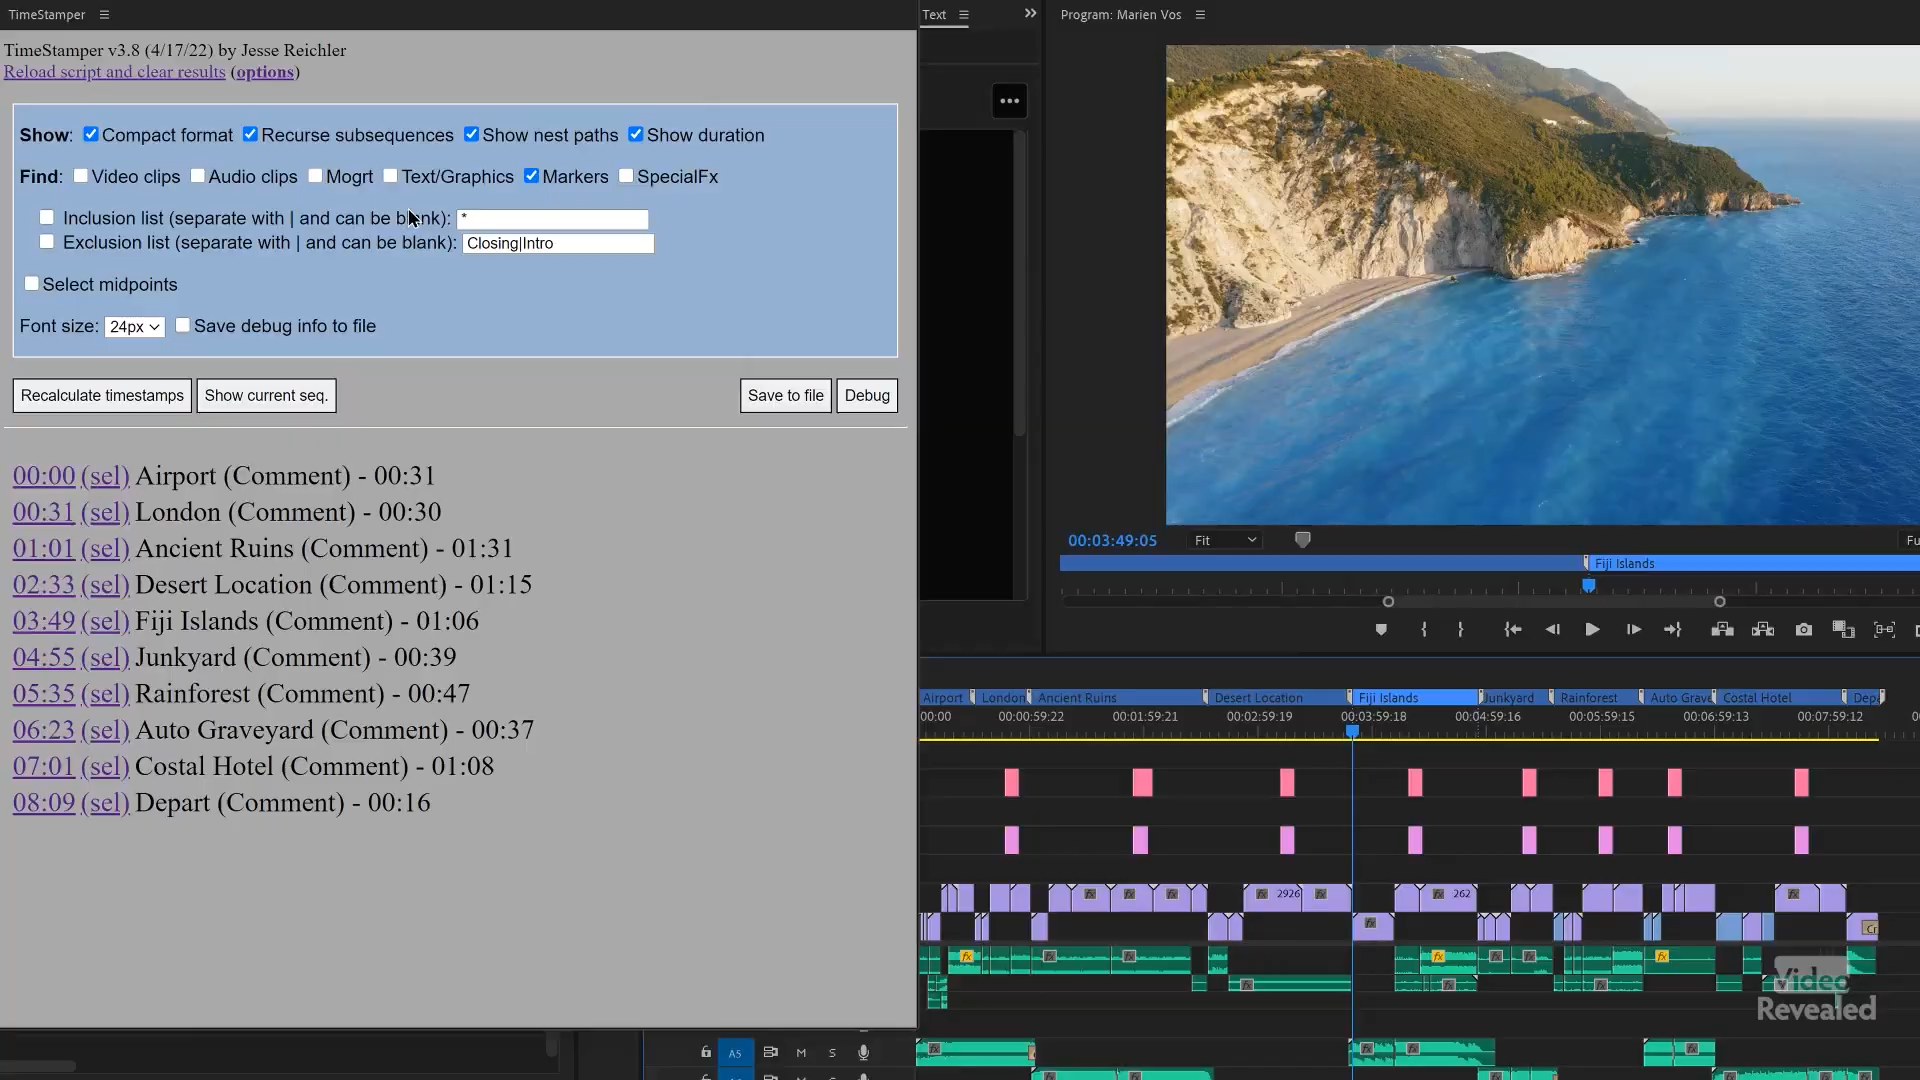 TimeStamper
TimeStamper v3.8 (4/17/22) by Jesse Reichler
Reload script and clear results (options)
Show: Compact format Recurse subsequences Show nest paths Show duration
Find: Video clips Audio clips Mogrt Text/Graphics Markers SpecialFx
Inclusion list (separate with | and can be blank): *
Exclusion list (separate with | and can be blank): Closing|Intro
Select midpoints
Font size: 24px Save debug info to file
Recalculate timestamps Show current seq. Save to file Debug
00:00 (sel) Airport (Comment) - 00:31
00:31 (sel) London (Comment) - 00:30
01:01 (sel) Ancient Ruins (Comment) - 01:31
02:33 (sel) Desert Location (Comment) - 01:15
03:49 (sel) Fiji Islands (Comment) - 01:06
04:55 (sel) Junkyard (Comment) - 00:39
05:35 (sel) Rainforest (Comment) - 00:47
06:23 (sel) Auto Graveyard (Comment) - 00:37
07:01 (sel) Costal Hotel (Comment) - 01:08
08:09 (sel) Depart (Comment) - 00:16
Text
Program: Marien Vos
00:03:49:05 Fit Fu
Fiji Islands
Airport London Ancient Ruins Desert Location Fiji Islands Junkyard Rainforest Auto Grave Costal Hotel Dep
00:00 00:00:59:22 00:01:59:21 00:02:59:19 00:03:59:18 00:04:59:16 00:05:59:15 00:06:59:13 00:07:59:12
2926 262
Video
Revealed
A5 M S